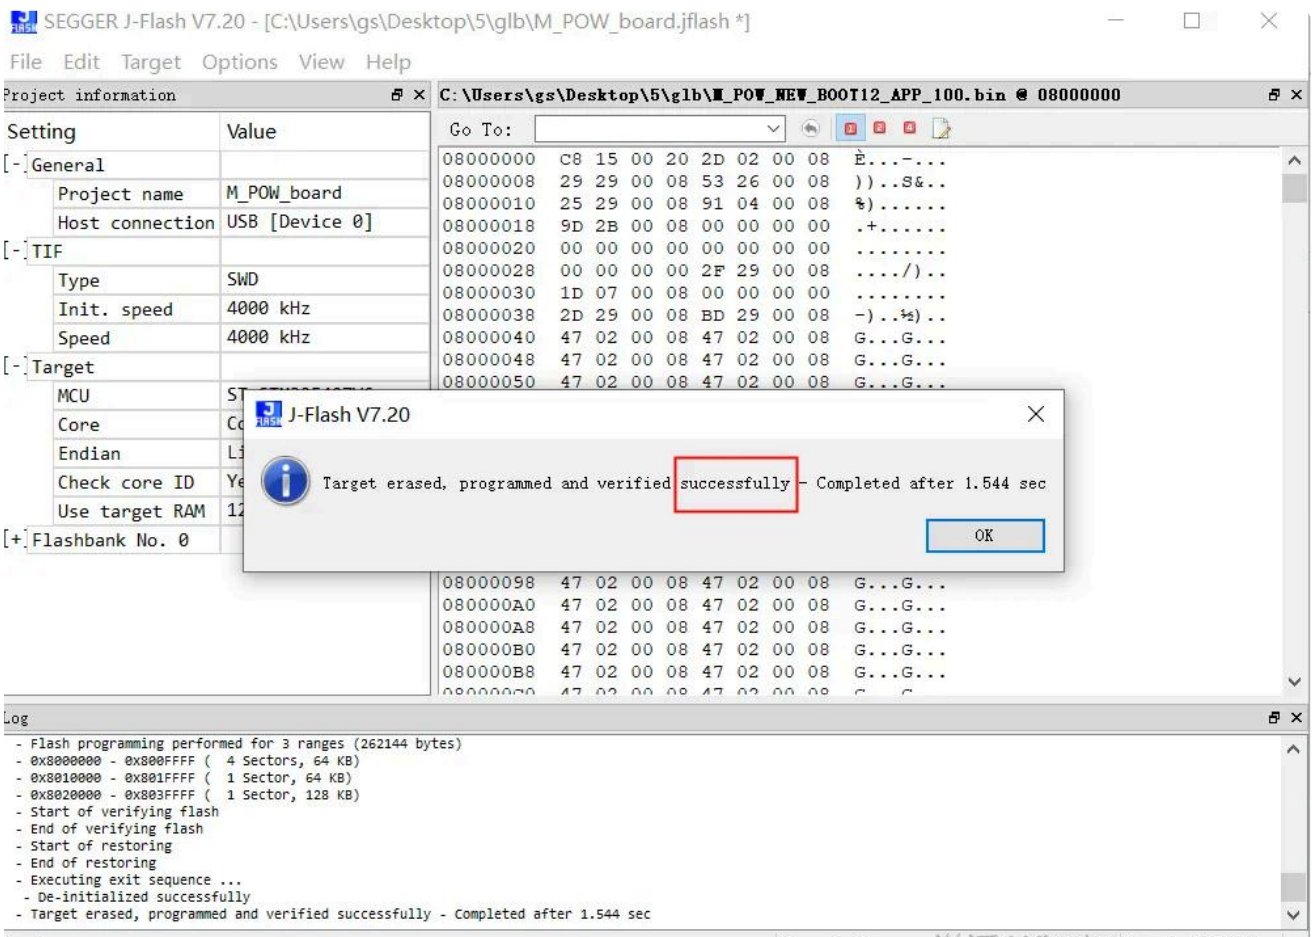 SEGGER J-Flash V7.20 - [C:\Users\gs\Desktop\5\glb\M_POW_board.jflash *]
File Edit Target Options View Help
Project information
C:\Users\gs\Desktop\5\glb\M_POW_NEW_BOOT12_APP_100.bin @ 08000000
Setting Value
[-] General
Project name M_POW_board
Host connection USB [Device 0]
[-] TIF
Type SWD
Init. speed 4000 kHz
Speed 4000 kHz
[-] Target
MCU
Core
Endian
Check core ID
Use target RAM
[+] Flashbank No. 0
Go To:
08000000 C8 15 00 20 2D 02 00 08 È...-...
08000008 29 29 00 08 53 26 00 08 ))..S&..
08000010 25 29 00 08 91 04 00 08 %)......
08000018 9D 2B 00 08 00 00 00 00 .+......
08000020 00 00 00 00 00 00 00 00 ........
08000028 00 00 00 00 2F 29 00 08 ..../)..
08000030 1D 07 00 08 00 00 00 00 ........
08000038 2D 29 00 08 BD 29 00 08 -)..½)..
08000040 47 02 00 08 47 02 00 08 G...G...
08000048 47 02 00 08 47 02 00 08 G...G...
08000050 47 02 00 08 47 02 00 08 G...G...
J-Flash V7.20
Target erased, programmed and verified successfully - Completed after 1.544 sec
OK
08000098 47 02 00 08 47 02 00 08 G...G...
080000A0 47 02 00 08 47 02 00 08 G...G...
080000A8 47 02 00 08 47 02 00 08 G...G...
080000B0 47 02 00 08 47 02 00 08 G...G...
080000B8 47 02 00 08 47 02 00 08 G...G...
080000C0 47 02 00 08 47 02 00 08
Log
- Flash programming performed for 3 ranges (262144 bytes)
- 0x8000000 - 0x800FFFF ( 4 Sectors, 64 KB)
- 0x8010000 - 0x801FFFF ( 1 Sector, 64 KB)
- 0x8020000 - 0x803FFFF ( 1 Sector, 128 KB)
- Start of verifying flash
- End of verifying flash
- Start of restoring
- End of restoring
- Executing exit sequence ...
- De-initialized successfully
- Target erased, programmed and verified successfully - Completed after 1.544 sec